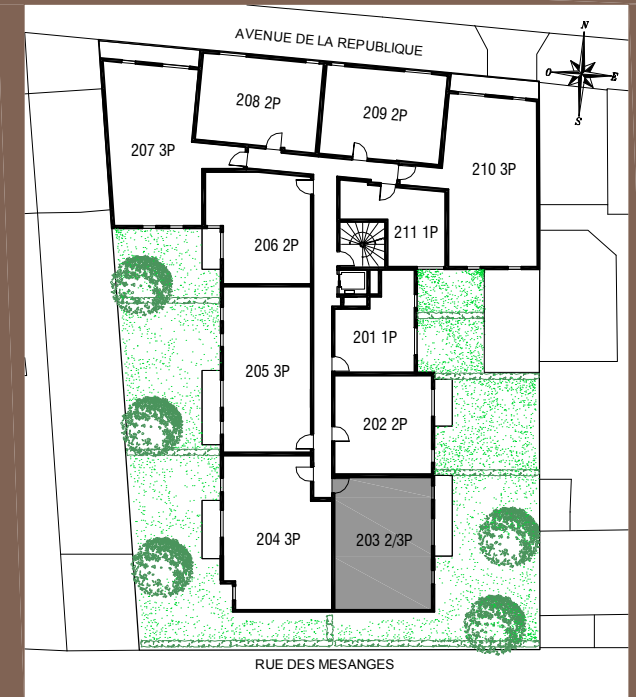 AVENUE DE LA REPUBLIQUE
N
O
E
S
208 2P
209 2P
207 3P
210 3P
211 1P
206 2P
201 1P
205 3P
202 2P
204 3P
203 2/3P
RUE DES MESANGES